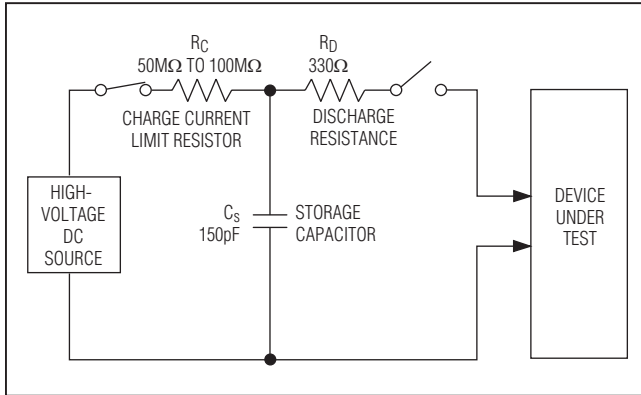 R_C
50MΩ TO 100MΩ
CHARGE CURRENT
LIMIT RESISTOR
R_D
330Ω
DISCHARGE
RESISTANCE
HIGH-
VOLTAGE
DC
SOURCE
C_s
150pF
STORAGE
CAPACITOR
DEVICE
UNDER
TEST